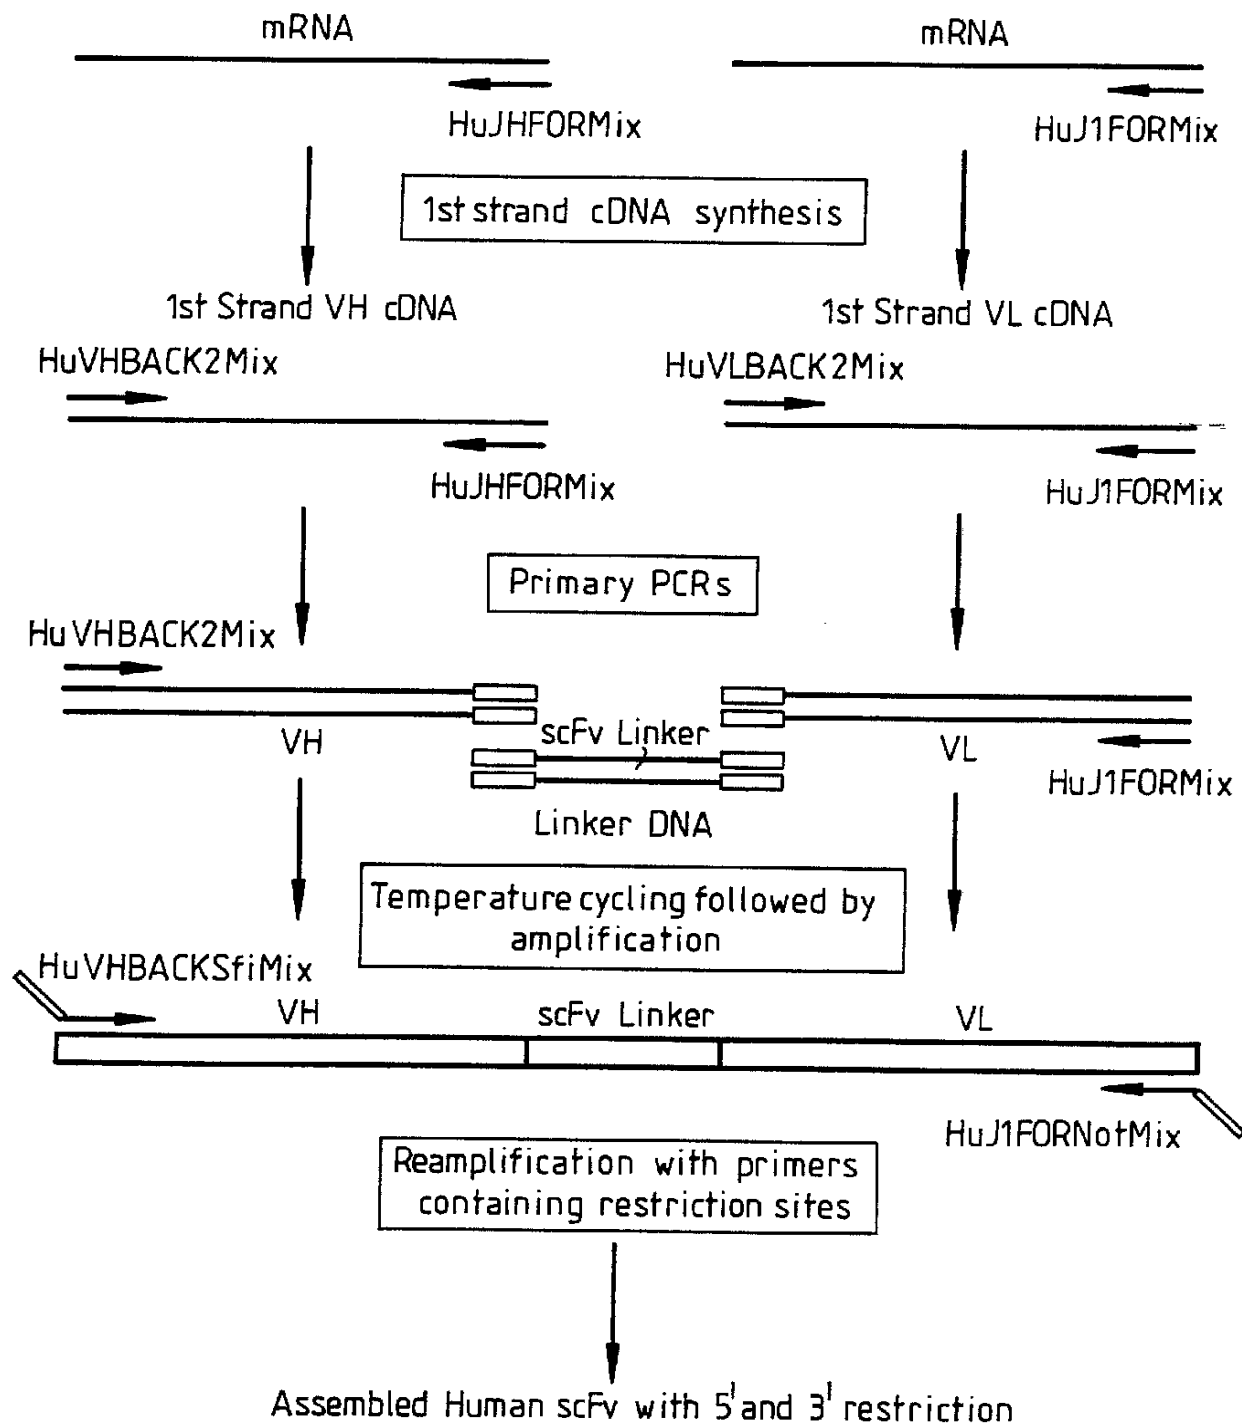 mRNA
mRNA
HuJHFORMix
HuJ1FORMix
1st strand cDNA synthesis
1st Strand VH cDNA
1st Strand VL cDNA
HuVHBACK2Mix
HuVLBACK2Mix
HuJHFORMix
HuJ1FORMix
Primary PCRs
HuVHBACK2Mix
VH
scFv Linker
VL
HuJ1FORMix
Linker DNA
Temperature cycling followed by
amplification
HuVHBACKSfiMix
VH
scFv Linker
VL
HuJ1FORNotMix
Reamplification with primers
containing restriction sites
Assembled Human scFv with 5' and 3' restriction